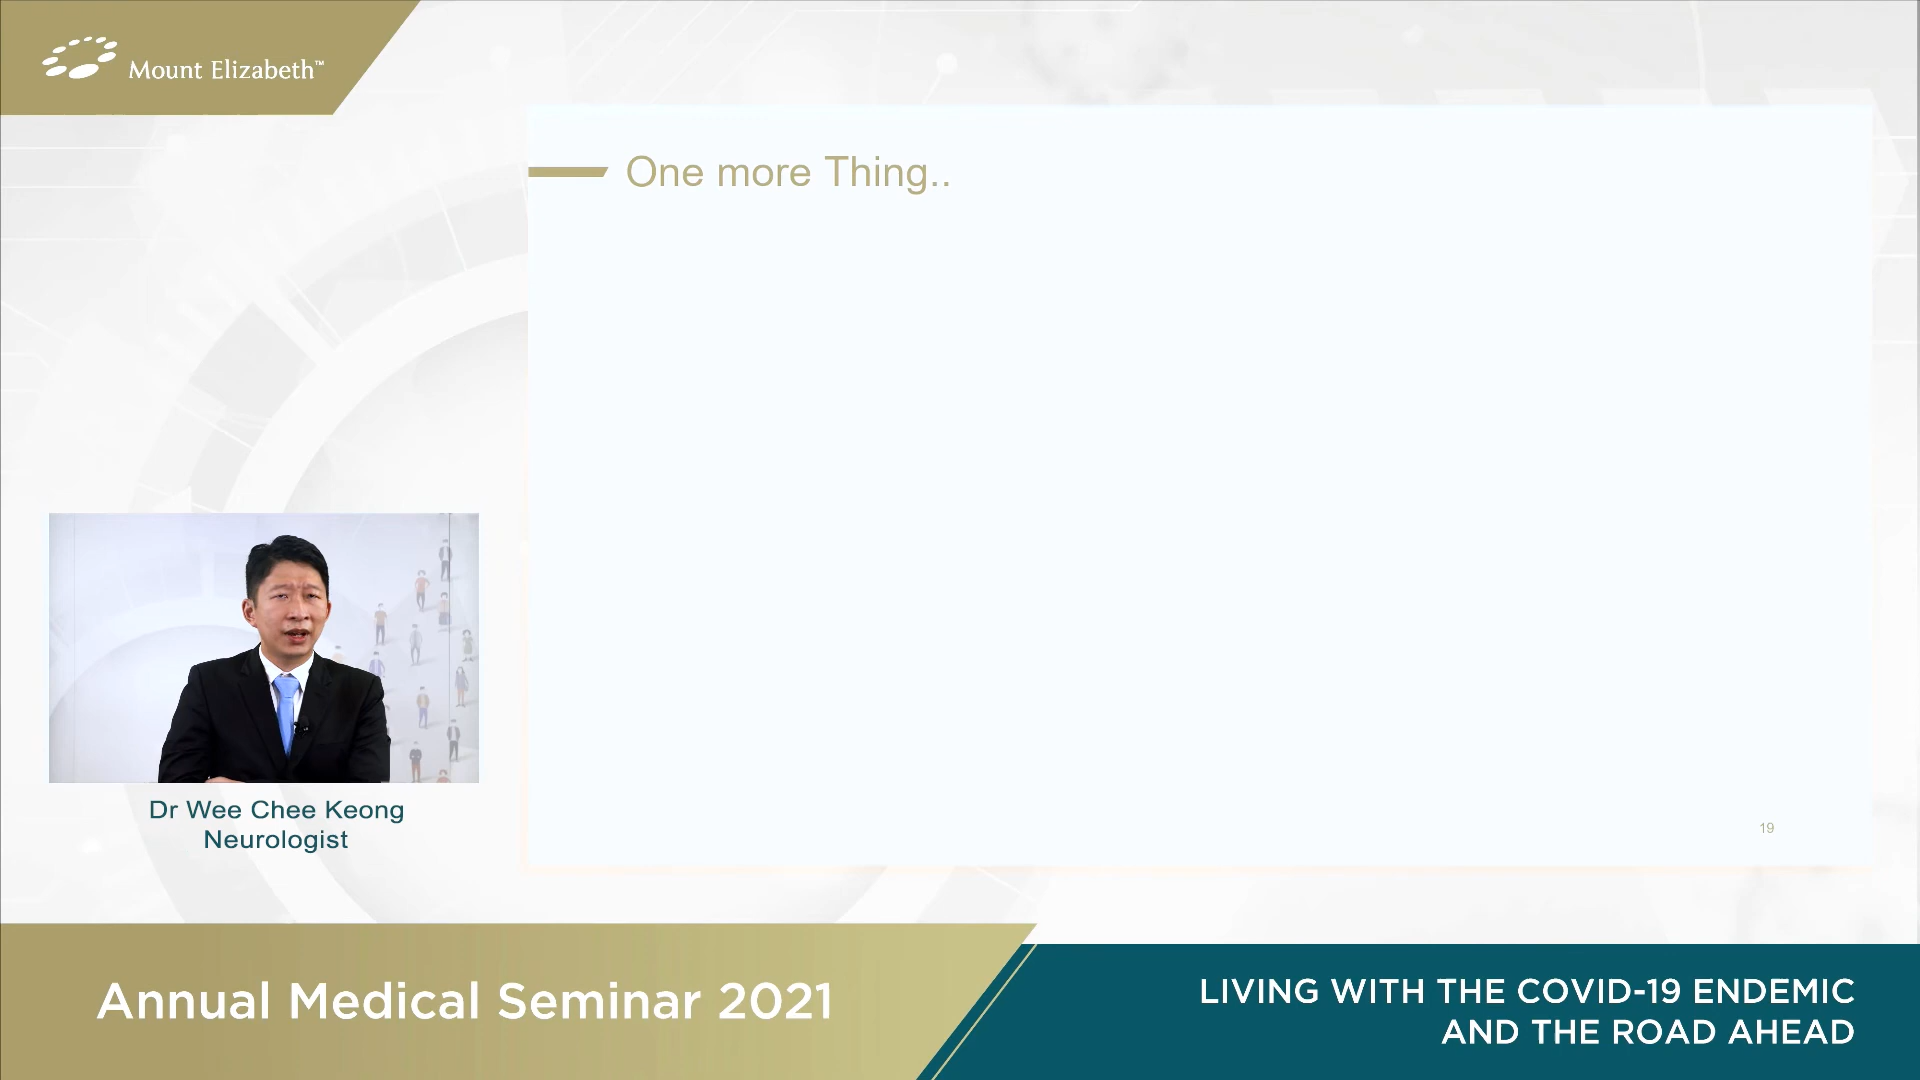 Mount Elizabeth™
One more Thing..
Dr Wee Chee Keong
Neurologist
19
Annual Medical Seminar 2021
LIVING WITH THE COVID-19 ENDEMIC
AND THE ROAD AHEAD